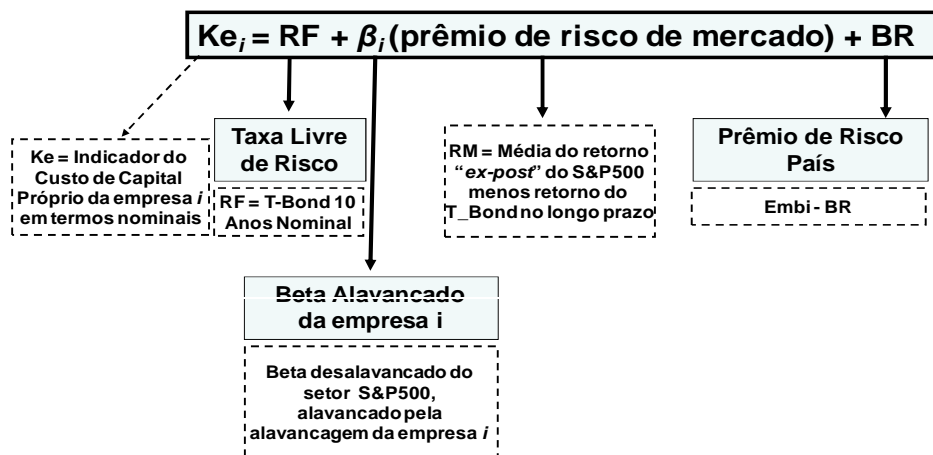 Ke i = RF + β i (prêmio de risco de mercado) + BR
Ke = Indicador do
Custo de Capital
Próprio da empresa i
em termos nominais
Taxa Livre
de Risco
RF = T-Bond 10
Anos Nominal
RM = Média do retorno
“ex-post” do S&P500
menos retorno do
T_Bond no longo prazo
Prêmio de Risco
País
Embi - BR
Beta Alavancado
da empresa i
Beta desalavancado do
setor S&P500,
alavancado pela
alavancagem da empresa i